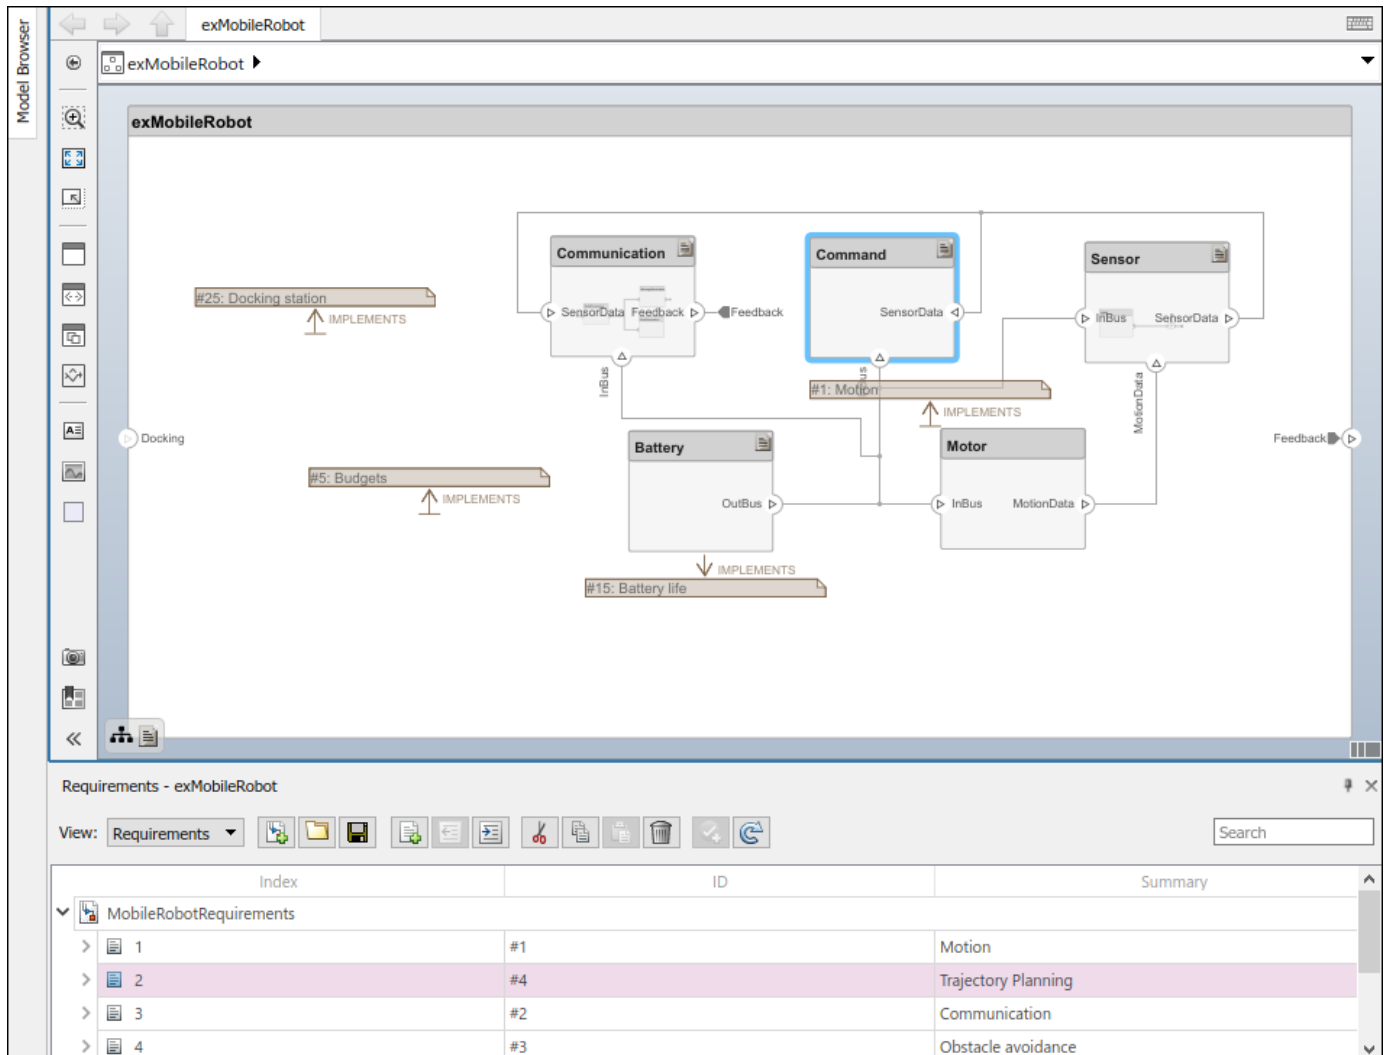 Model Browser
exMobileRobot
exMobileRobot
exMobileRobot
Communication
Command
Sensor
#25: Docking station
IMPLEMENTS
SensorData
Feedback
Feedback
SensorData
InBus
SensorData
InBus
#1: Motion
IMPLEMENTS
MotionData
Docking
Battery
Motor
Feedback
#5: Budgets
IMPLEMENTS
OutBus
InBus
MotionData
IMPLEMENTS
#15: Battery life
Requirements - exMobileRobot
View: Requirements
Search
Index ID Summary
MobileRobotRequirements
1 #1 Motion
2 #4 Trajectory Planning
3 #2 Communication
4 #3 Obstacle avoidance